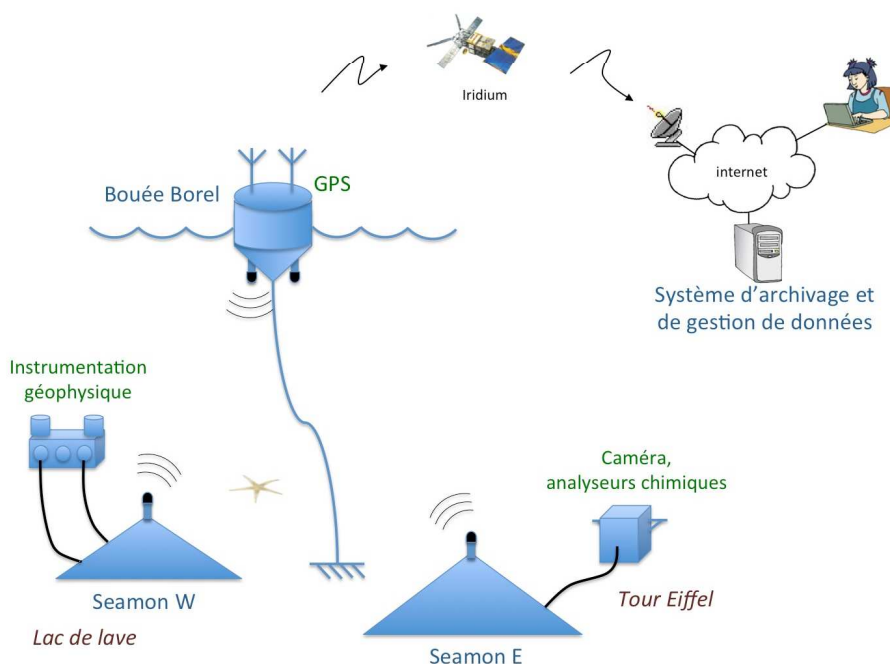 Iridium
GPS
Bouée Borel
internet
Système d'archivage et
de gestion de données
Instrumentation
géophysique
Caméra,
analyseurs chimiques
Seamon W
Tour Eiffel
Lac de lave
Seamon E